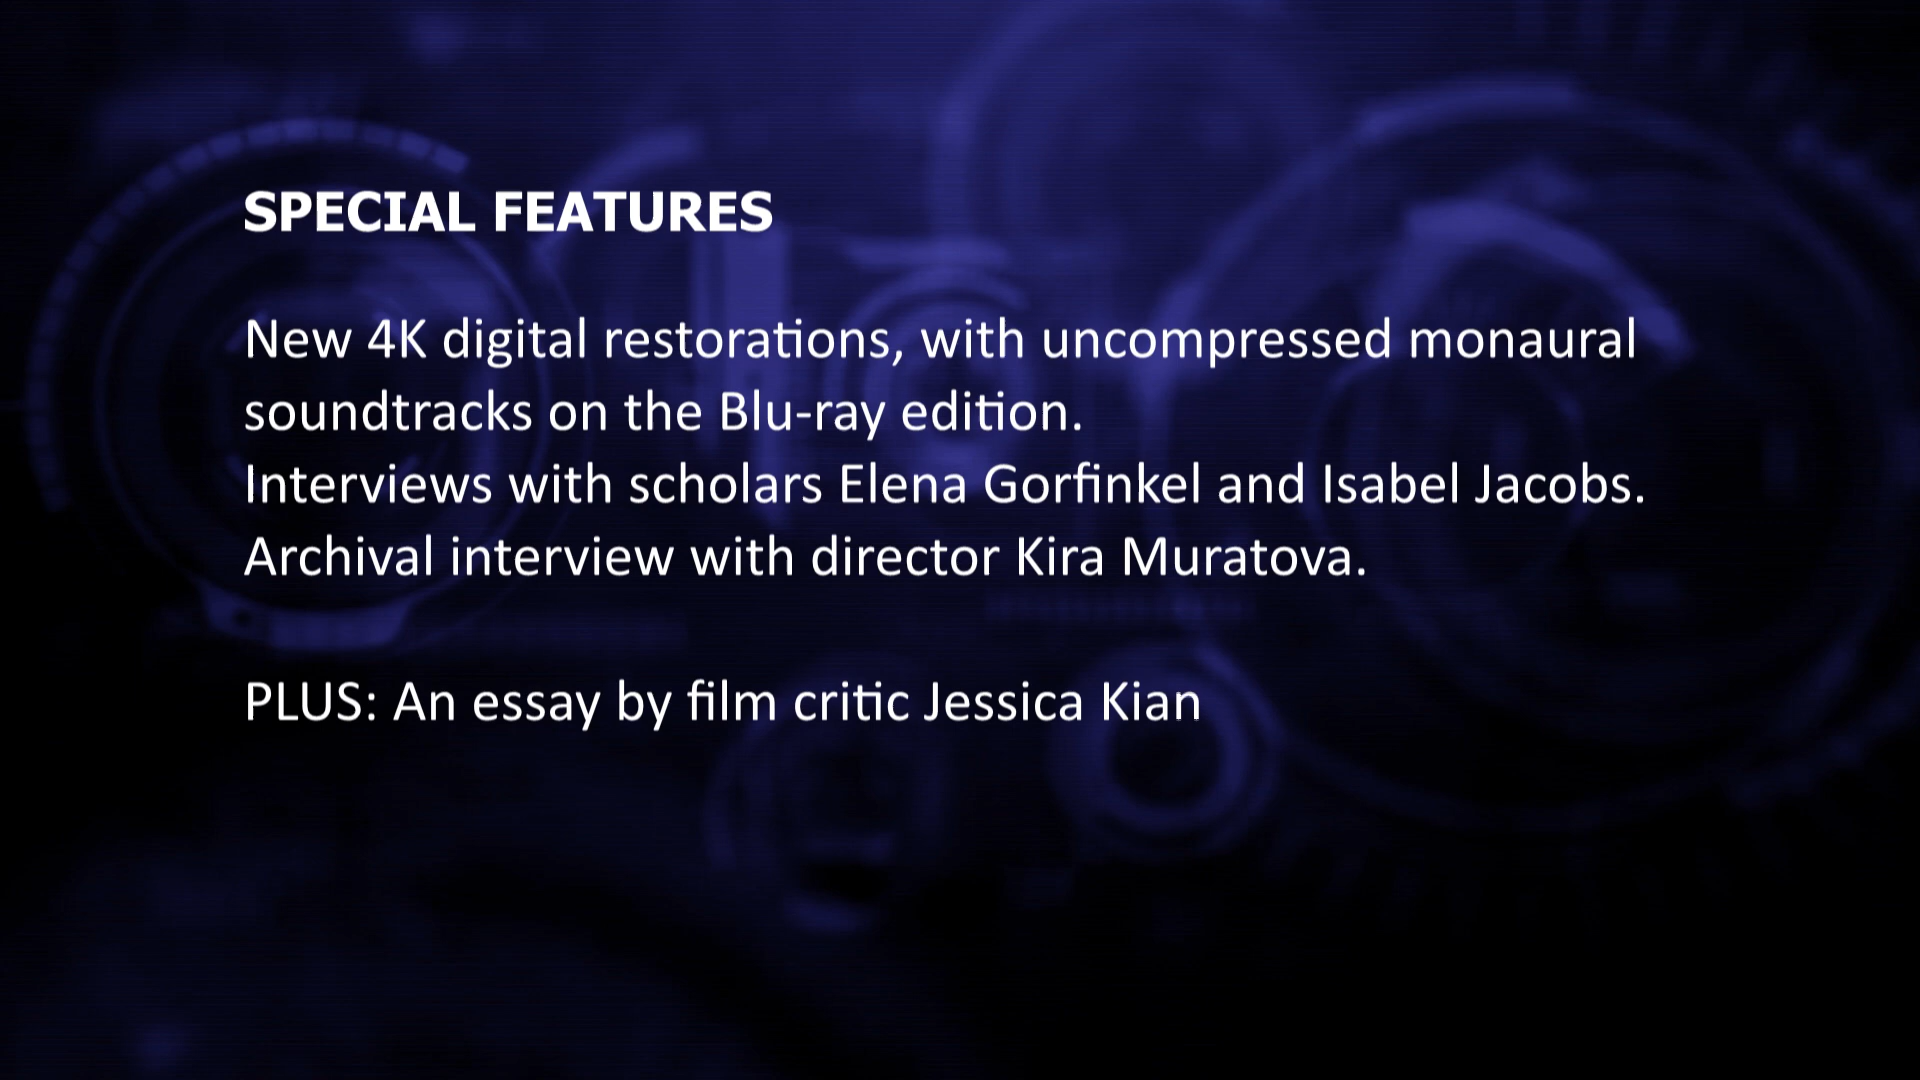 SPECIAL FEATURES
New 4K digital restorations, with uncompressed monaural
soundtracks on the Blu-ray edition.
Interviews with scholars Elena Gorfinkel and Isabel Jacobs.
Archival interview with director Kira Muratova.
PLUS: An essay by film critic Jessica Kian